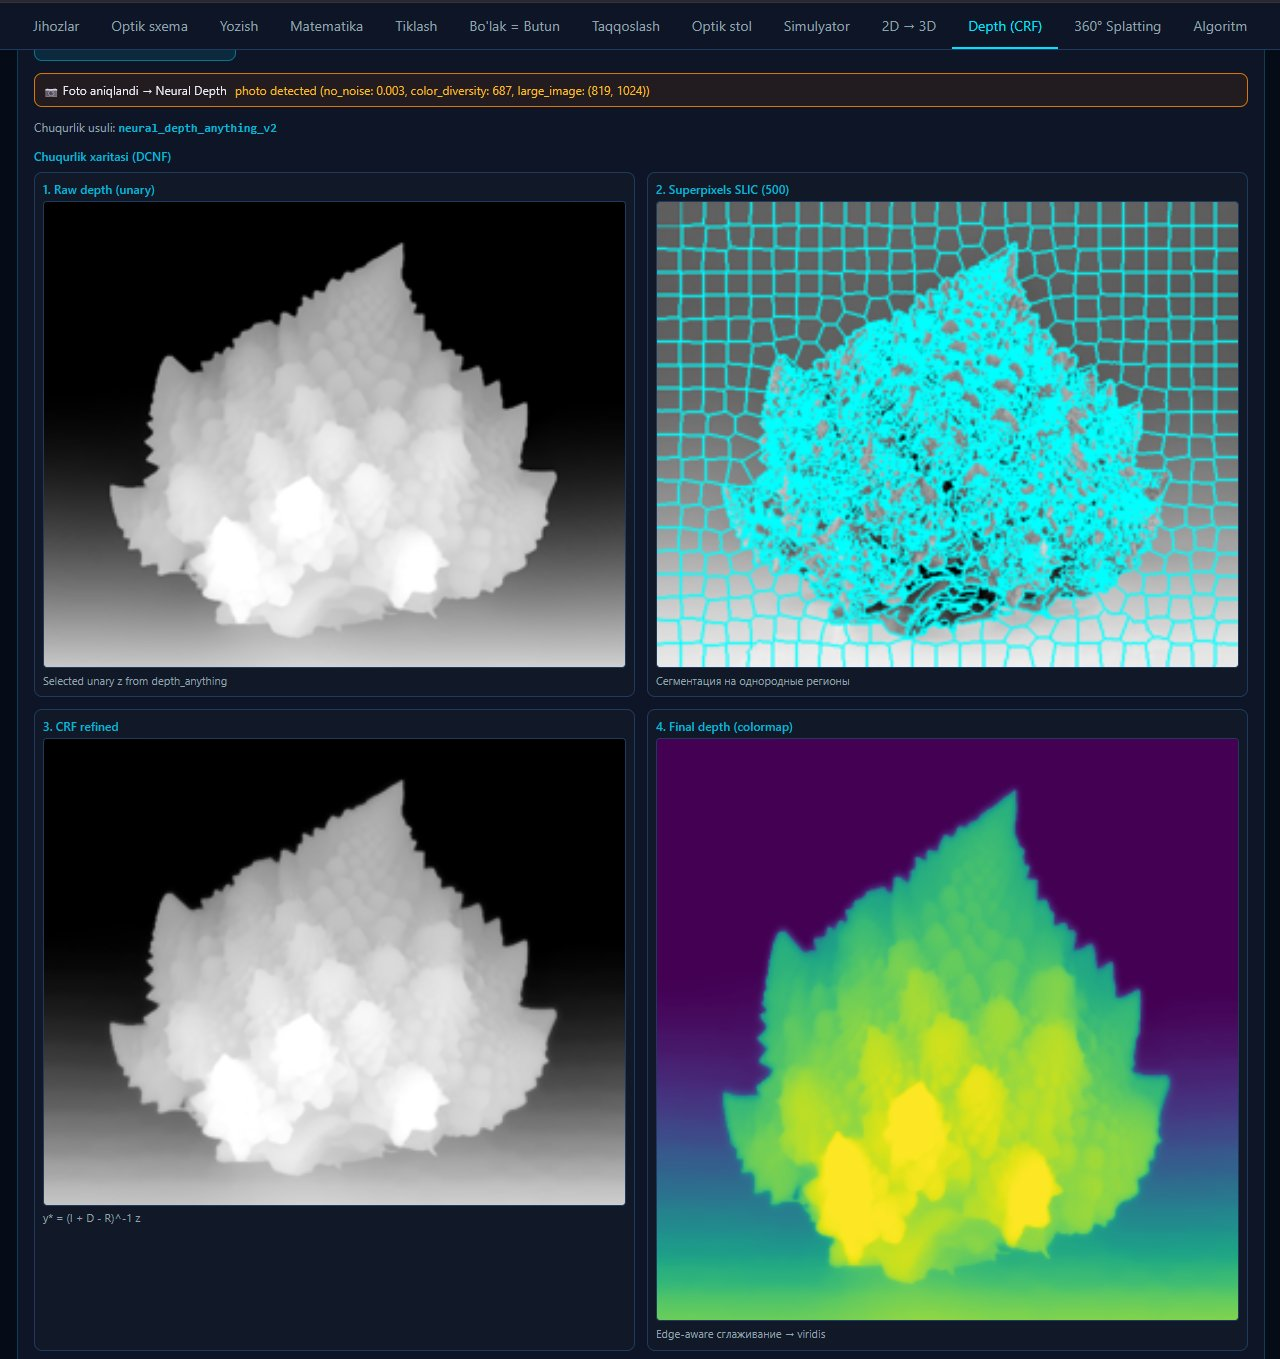 Jihozlar Optik sxema Yozish Matematika Tiklash Bo'lak = Butun Taqqoslash Optik stol Simulyator 2D → 3D Depth (CRF) 360° Splatting Algoritm
📷 Foto aniqlandi → Neural Depth photo detected (no_noise: 0.003, color_diversity: 687, large_image: (819, 1024))
Chuqurlik usuli: neural_depth_anything_v2
Chuqurlik xaritasi (DCNF)
1. Raw depth (unary)
Selected unary z from depth_anything
2. Superpixels SLIC (500)
Сегментация на однородные регионы
3. CRF refined
y* = (I + D - R)^-1 z
4. Final depth (colormap)
Edge-aware сглаживание → viridis